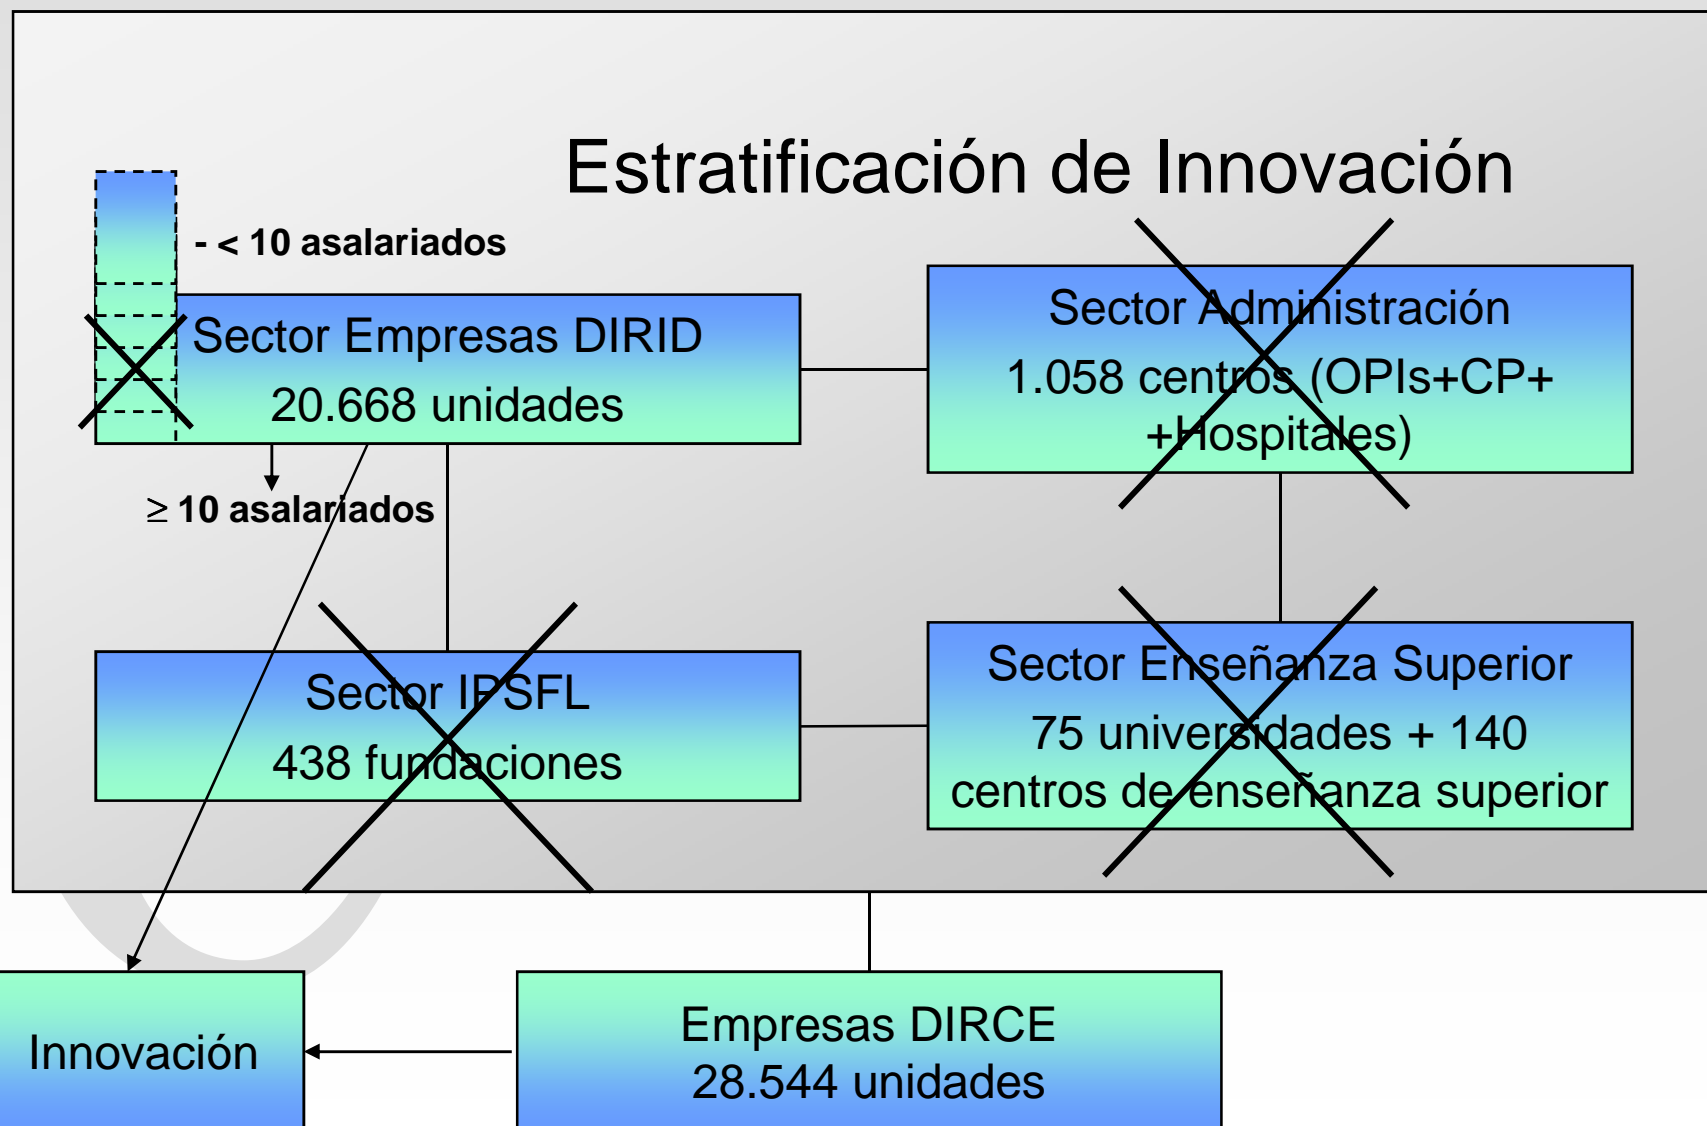 Estratificación de Innovación
- < 10 asalariados
Sector Empresas DIRID
20.668 unidades
≥ 10 asalariados
Sector Administración
1.058 centros (OPIs+CP+
+Hospitales)
Sector IPSFL
438 fundaciones
Sector Enseñanza Superior
75 universidades + 140
centros de enseñanza superior
Innovación
Empresas DIRCE
28.544 unidades